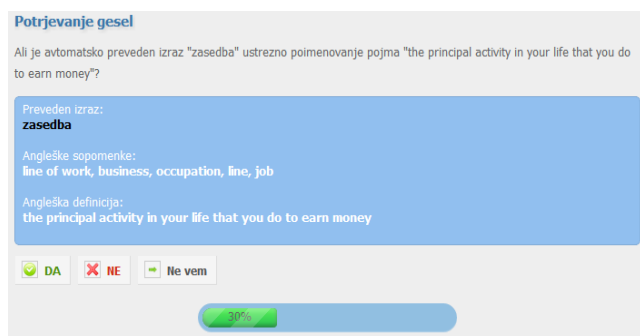 Potrjevanje gesel
Ali je avtomatsko preveden izraz "zasedba" ustrezno poimenovanje pojma "the principal activity in your life that you do
to earn money"?
Preveden izraz:
zasedba
Angleške sopomenke:
line of work, business, occupation, line, job
Angleška definicija:
the principal activity in your life that you do to earn money
DA NE Ne vem
30%